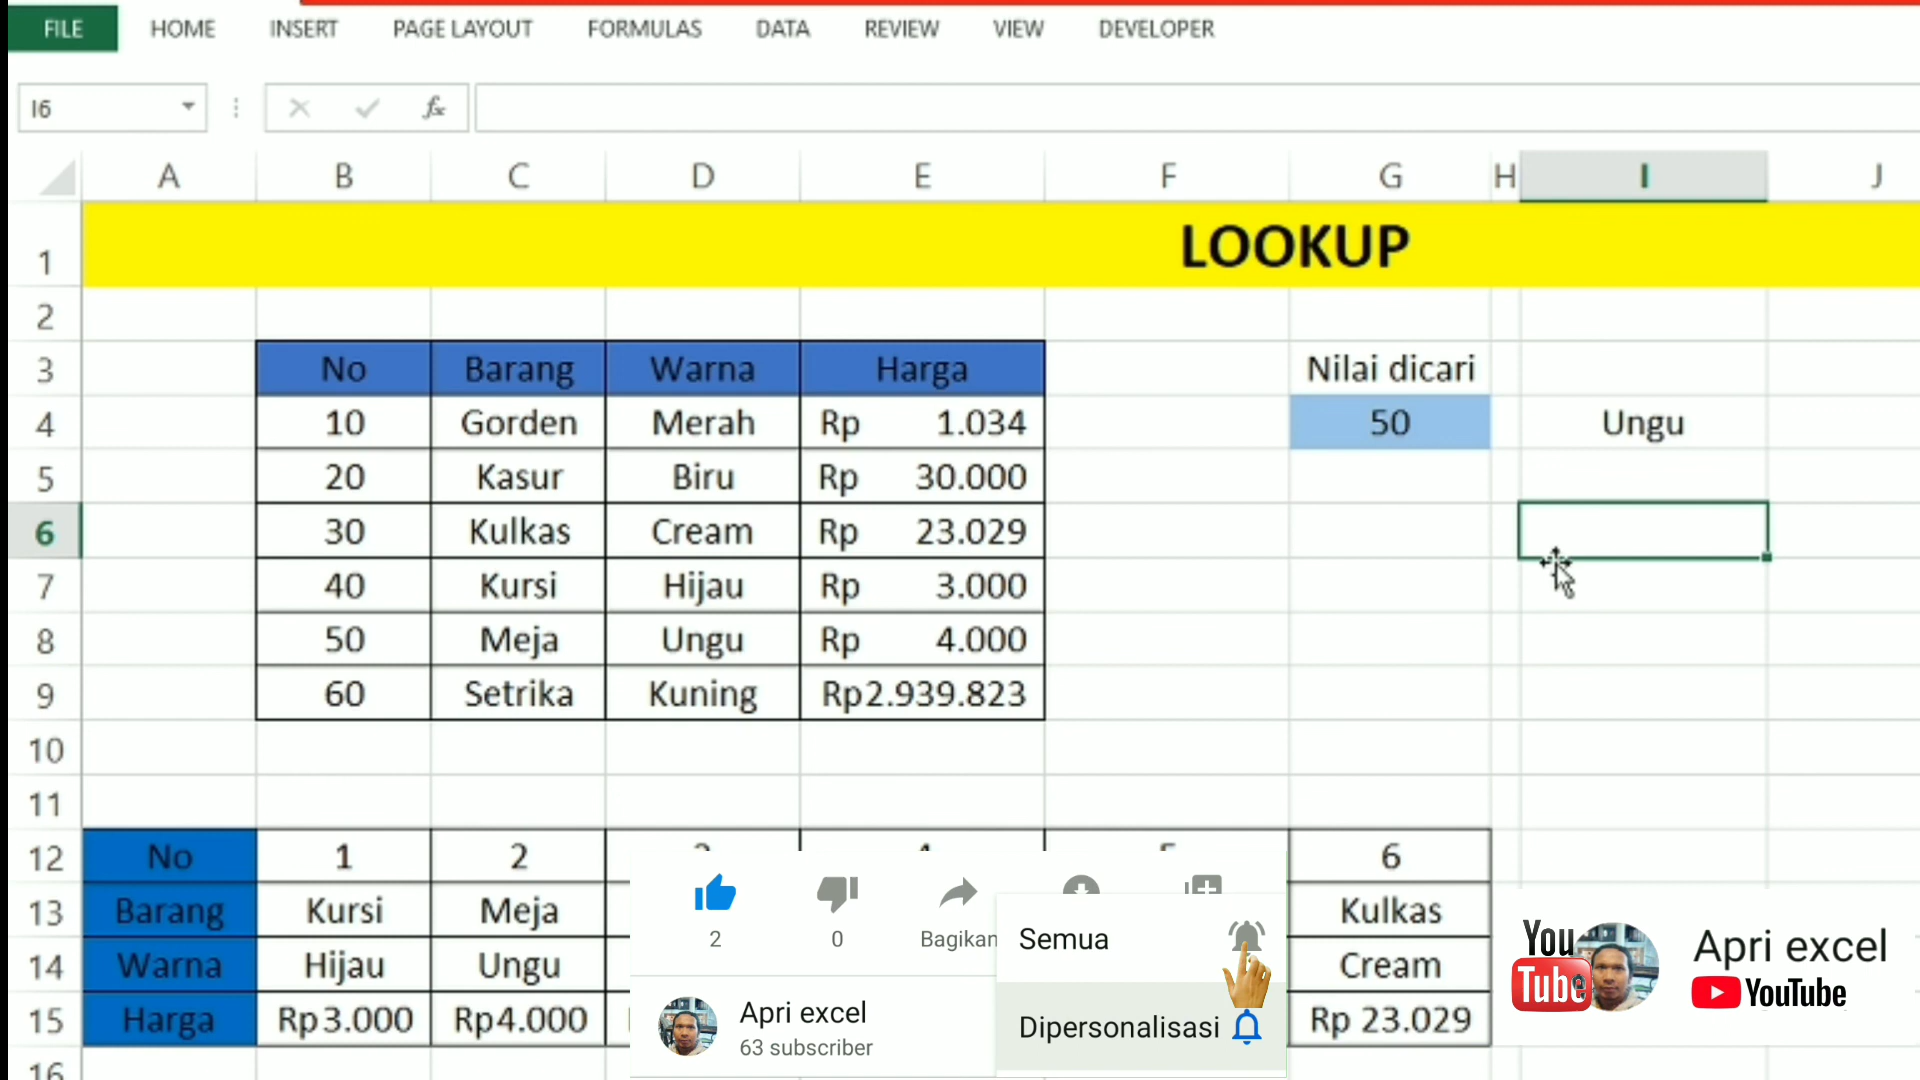 FILE HOME INSERT PAGE LAYOUT FORMULAS DATA REVIEW VIEW DEVELOPER
I6 fx
A B C D E F G H I J
1 LOOKUP
2
3 No Barang Warna Harga Nilai dicari
4 10 Gorden Merah Rp 1.034 50 Ungu
5 20 Kasur Biru Rp 30.000
6 30 Kulkas Cream Rp 23.029
7 40 Kursi Hijau Rp 3.000
8 50 Meja Ungu Rp 4.000
9 60 Setrika Kuning Rp2.939.823
10
11
12 No 1 2 6
13 Barang Kursi Meja Kulkas
14 Warna Hijau Ungu Cream
15 Harga Rp3.000 Rp4.000 Rp 23.029
16
2 0 Bagikan
Semua
Dipersonalisasi
Apri excel
63 subscriber
You Tube
Apri excel
YouTube